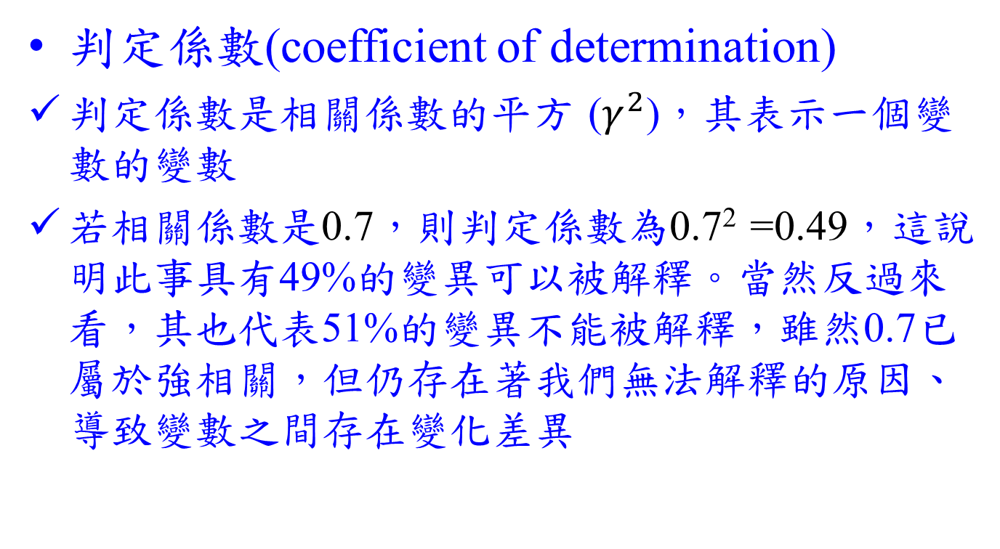 • 判定係數(coefficient of determination)
✓ 判定係數是相關係數的平方 (γ²)，其表示一個變
數的變數
✓ 若相關係數是0.7，則判定係數為0.7² =0.49，這說
明此事具有49%的變異可以被解釋。當然反過來
看，其也代表51%的變異不能被解釋，雖然0.7已
屬於強相關，但仍存在著我們無法解釋的原因、
導致變數之間存在變化差異